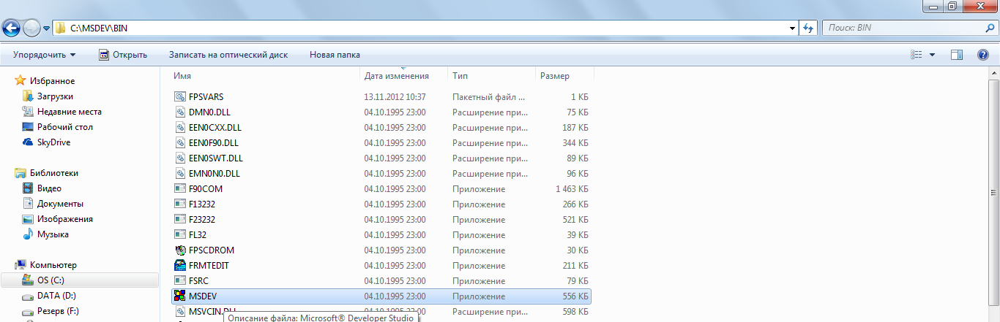 C:\MSDEV\BIN
Поиск: BIN
Упорядочить Открыть Записать на оптический диск Новая папка
Избранное
Загрузки
Недавние места
Рабочий стол
SkyDrive
Библиотеки
Видео
Документы
Изображения
Музыка
Компьютер
OS (C:)
DATA (D:)
Резерв (F:)
Имя Дата изменения Тип Размер
FPSVARS 13.11.2012 10:37 Пакетный файл ... 1 КБ
DMN0.DLL 04.10.1995 23:00 Расширение при... 75 КБ
EEN0CXX.DLL 04.10.1995 23:00 Расширение при... 187 КБ
EEN0F90.DLL 04.10.1995 23:00 Расширение при... 344 КБ
EEN0SWT.DLL 04.10.1995 23:00 Расширение при... 89 КБ
EMN0N0.DLL 04.10.1995 23:00 Расширение при... 96 КБ
F90COM 04.10.1995 23:00 Приложение 1 463 КБ
F13232 04.10.1995 23:00 Приложение 266 КБ
F23232 04.10.1995 23:00 Приложение 521 КБ
FL32 04.10.1995 23:00 Приложение 39 КБ
FPSCDROM 04.10.1995 23:00 Приложение 30 КБ
FRMTEDIT 04.10.1995 23:00 Приложение 211 КБ
FSRC 04.10.1995 23:00 Приложение 79 КБ
MSDEV 04.10.1995 23:00 Приложение 556 КБ
MSVCIN.DLL 04.10.1995 23:00 Расширение при... 598 КБ
Описание файла: Microsoft® Developer Studio